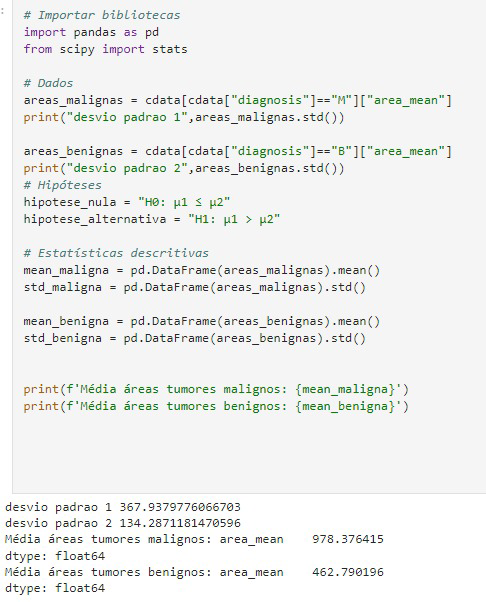 :
# Importar bibliotecas
import pandas as pd
from scipy import stats
# Dados
areas_malignas = cdata[cdata["diagnosis"]=="M"]["area_mean"]
print("desvio padrao 1",areas_malignas.std())
areas_benignas = cdata[cdata["diagnosis"]=="B"]["area_mean"]
print("desvio padrao 2",areas_benignas.std())
# Hipóteses
hipotese_nula = "H0: μ1 ≤ μ2"
hipotese_alternativa = "H1: μ1 > μ2"
# Estatísticas descritivas
mean_maligna = pd.DataFrame(areas_malignas).mean()
std_maligna = pd.DataFrame(areas_malignas).std()
mean_benigna = pd.DataFrame(areas_benignas).mean()
std_benigna = pd.DataFrame(areas_benignas).std()
print(f'Média áreas tumores malignos: {mean_maligna}')
print(f'Média áreas tumores benignos: {mean_benigna}')
desvio padrao 1 367.9379776066703
desvio padrao 2 134.2871181470596
Média áreas tumores malignos: area_mean    978.376415
dtype: float64
Média áreas tumores benignos: area_mean    462.790196
dtype: float64